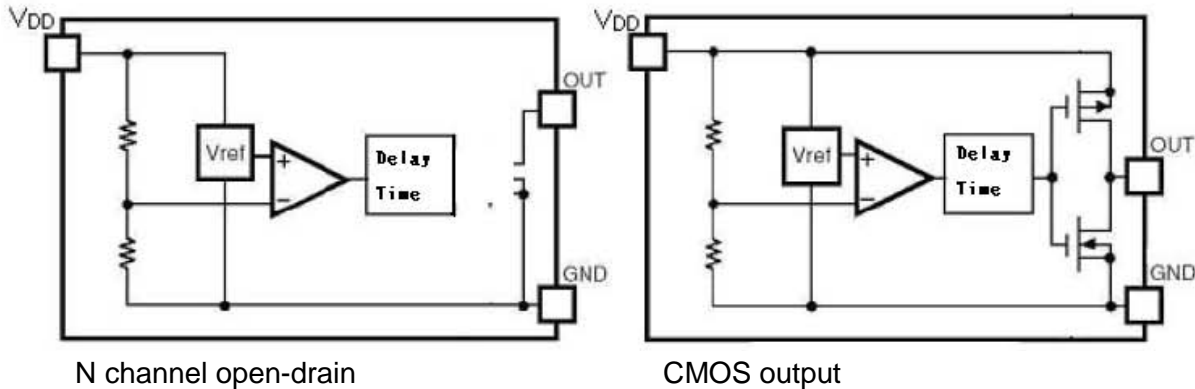 VDD
OUT
Vref
+
−
Delay
Time
GND
N channel open-drain
VDD
OUT
Vref
+
−
Delay
Time
GND
CMOS output